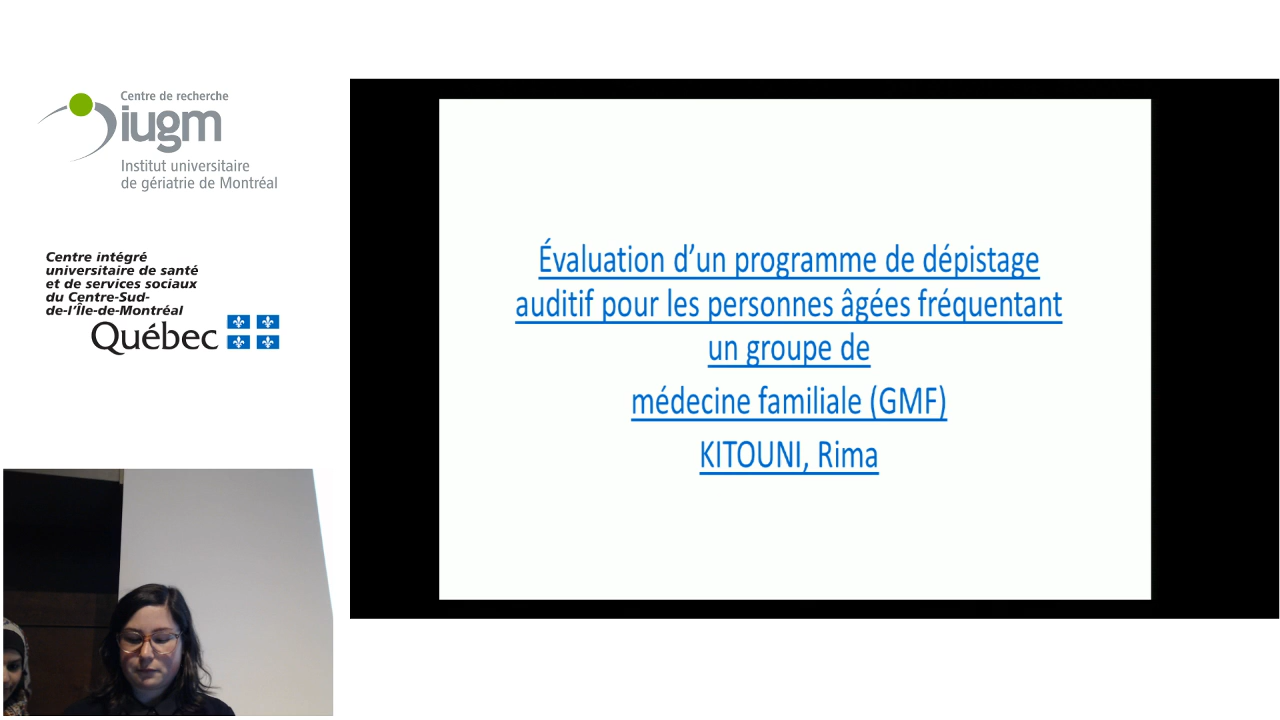 Centre de recherche
iugm
Institut universitaire
de gériatrie de Montréal
Centre intégré
universitaire de santé
et de services sociaux
du Centre-Sud-
de-l'Île-de-Montréal
Québec
Évaluation d'un programme de dépistage
auditif pour les personnes âgées fréquentant
un groupe de
médecine familiale (GMF)
KITOUNI, Rima